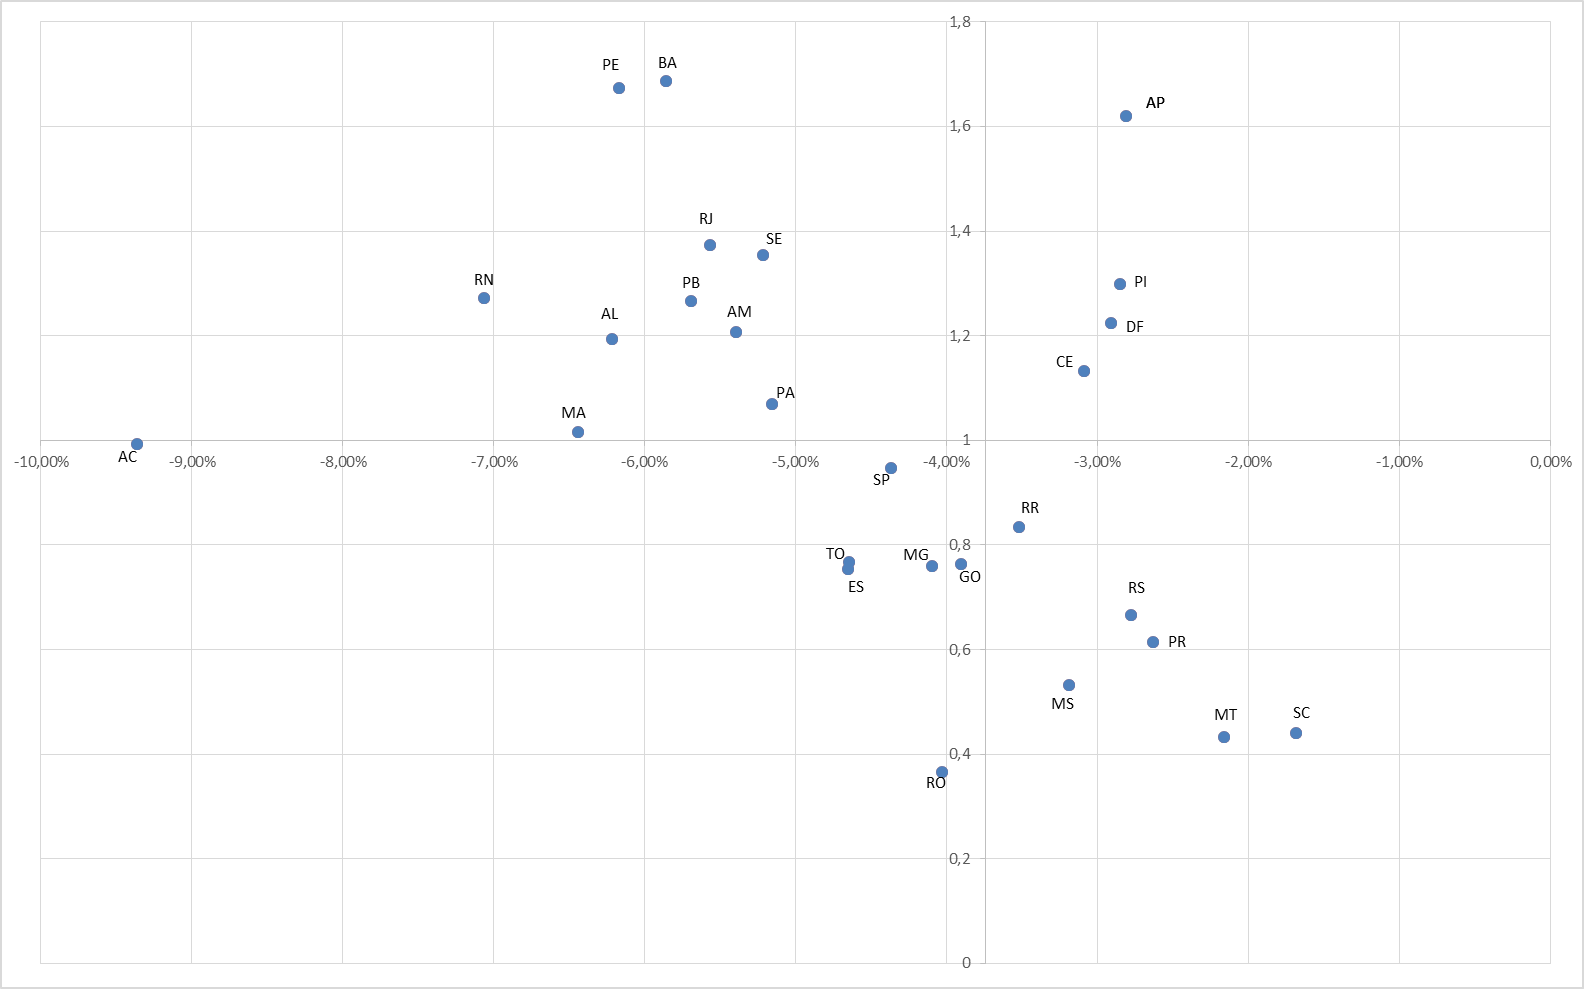 1,8
PE
BA
AP
1,6
RJ
SE
1,4
RN
PB
PI
AL
AM
DF
1,2
CE
PA
MA
1
AC
-10,00% -9,00% -8,00% -7,00% -6,00% -5,00% -4,00% -3,00% -2,00% -1,00% 0,00%
SP
RR
0,8
TO
MG
GO
ES
RS
PR
0,6
MS
SC
MT
0,4
RO
0,2
0